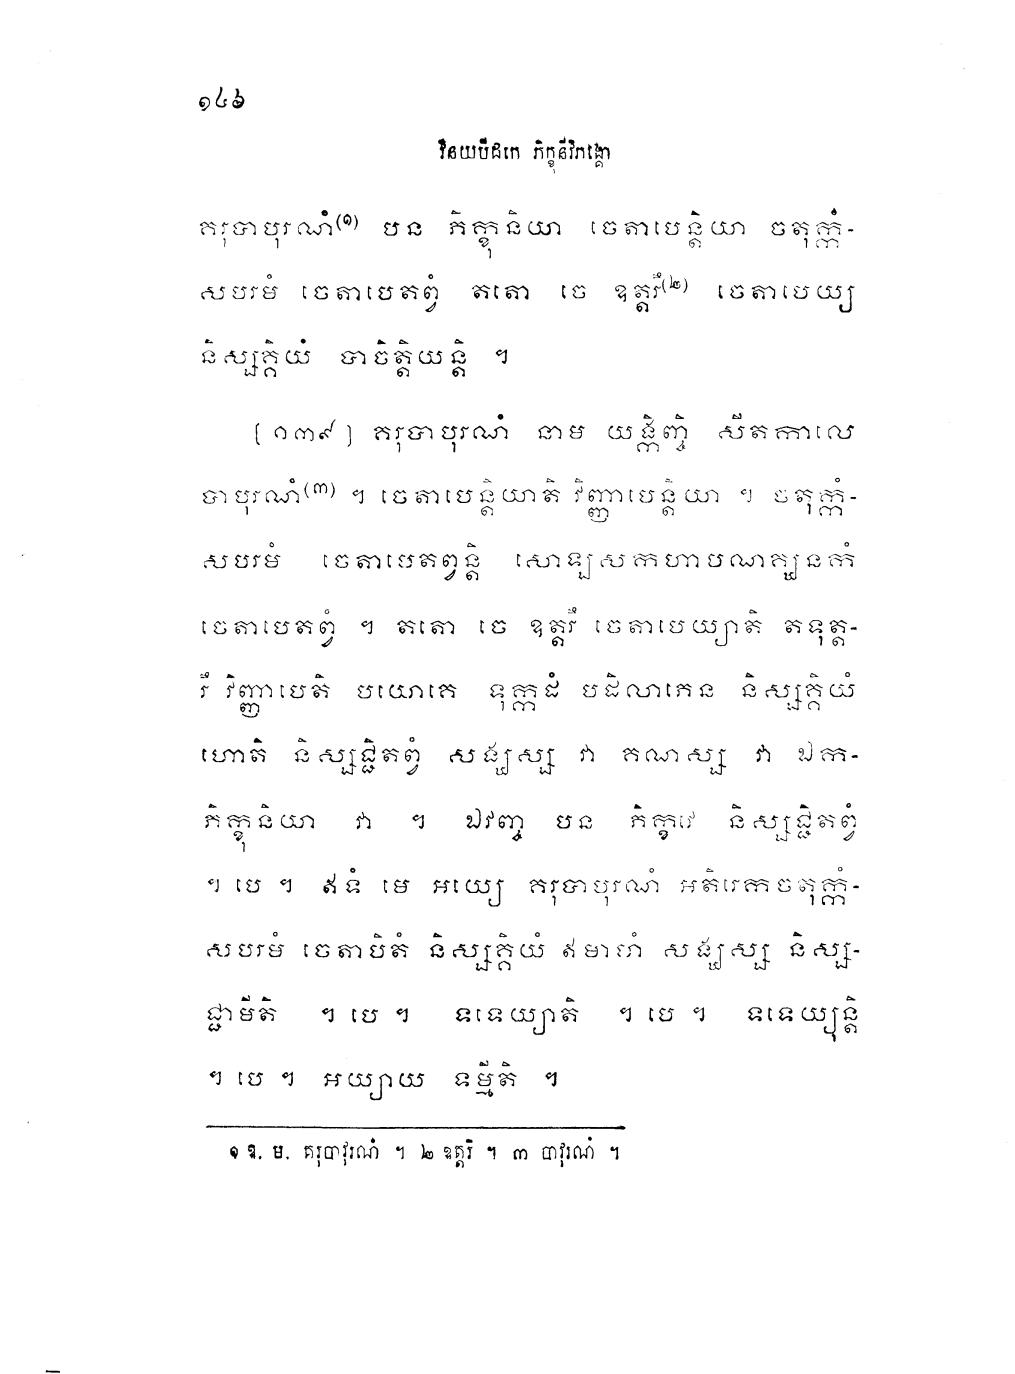 ១៤៦
វិនយបិដកេ ភិក្ខុនីវិភង្គោ
គរុបាបុរណំ(១) បន ភិក្ខុនិយា ចេតាបេន្តិយា ចតុក្កំ-
សបរមំ ចេតាបេតព្វំ តតោ ចេ ឧត្តរឹ(២) ចេតាបេយ្យ
និស្សគ្គិយំ បាចិត្តិយន្តិ ។
[១៣៩] គរុបាបុរណំ នាម យង្កិញ្ចិ សីតកាលេ
បាបុរណំ(៣) ។ ចេតាបេន្តិយាតិ វិញ្ញាបេន្តិយា ។ ចតុក្កំ-
សបរមំ ចេតាបេតព្វន្តិ សោឡសកហាបណគ្ឃនកំ
ចេតាបេតព្វំ ។ តតោ ចេ ឧត្តរឹ ចេតាបេយ្យាតិ តទុត្ត-
រឹ វិញ្ញាបេតិ បយោគេ ទុក្កដំ បដិលាភេន និស្សគ្គិយំ
ហោតិ និស្សជ្ជិតព្វំ សង្ឃស្ស វា គណស្ស វា ឯក-
ភិក្ខុនិយា វា ។ ឯវញ្ច បន ភិក្ខវេ និស្សជ្ជិតព្វំ
។ បេ ។ ឥទំ មេ អយ្យេ គរុបាបុរណំ អតិរេកចតុក្កំ-
សបរមំ ចេតាបិតំ និស្សគ្គិយំ ឥមាហំ សង្ឃស្ស និស្ស-
ជ្ជាមីតិ ។ បេ ។ ទទេយ្យាតិ ។ បេ ។ ទទេយ្យុន្តិ
។ បេ ។ អយ្យាយ ទម្មីតិ ។
១ ឱ. ម. គរុបាវុរណំ ។ ២ ឧត្តរិ ។ ៣ បាវុរណំ ។